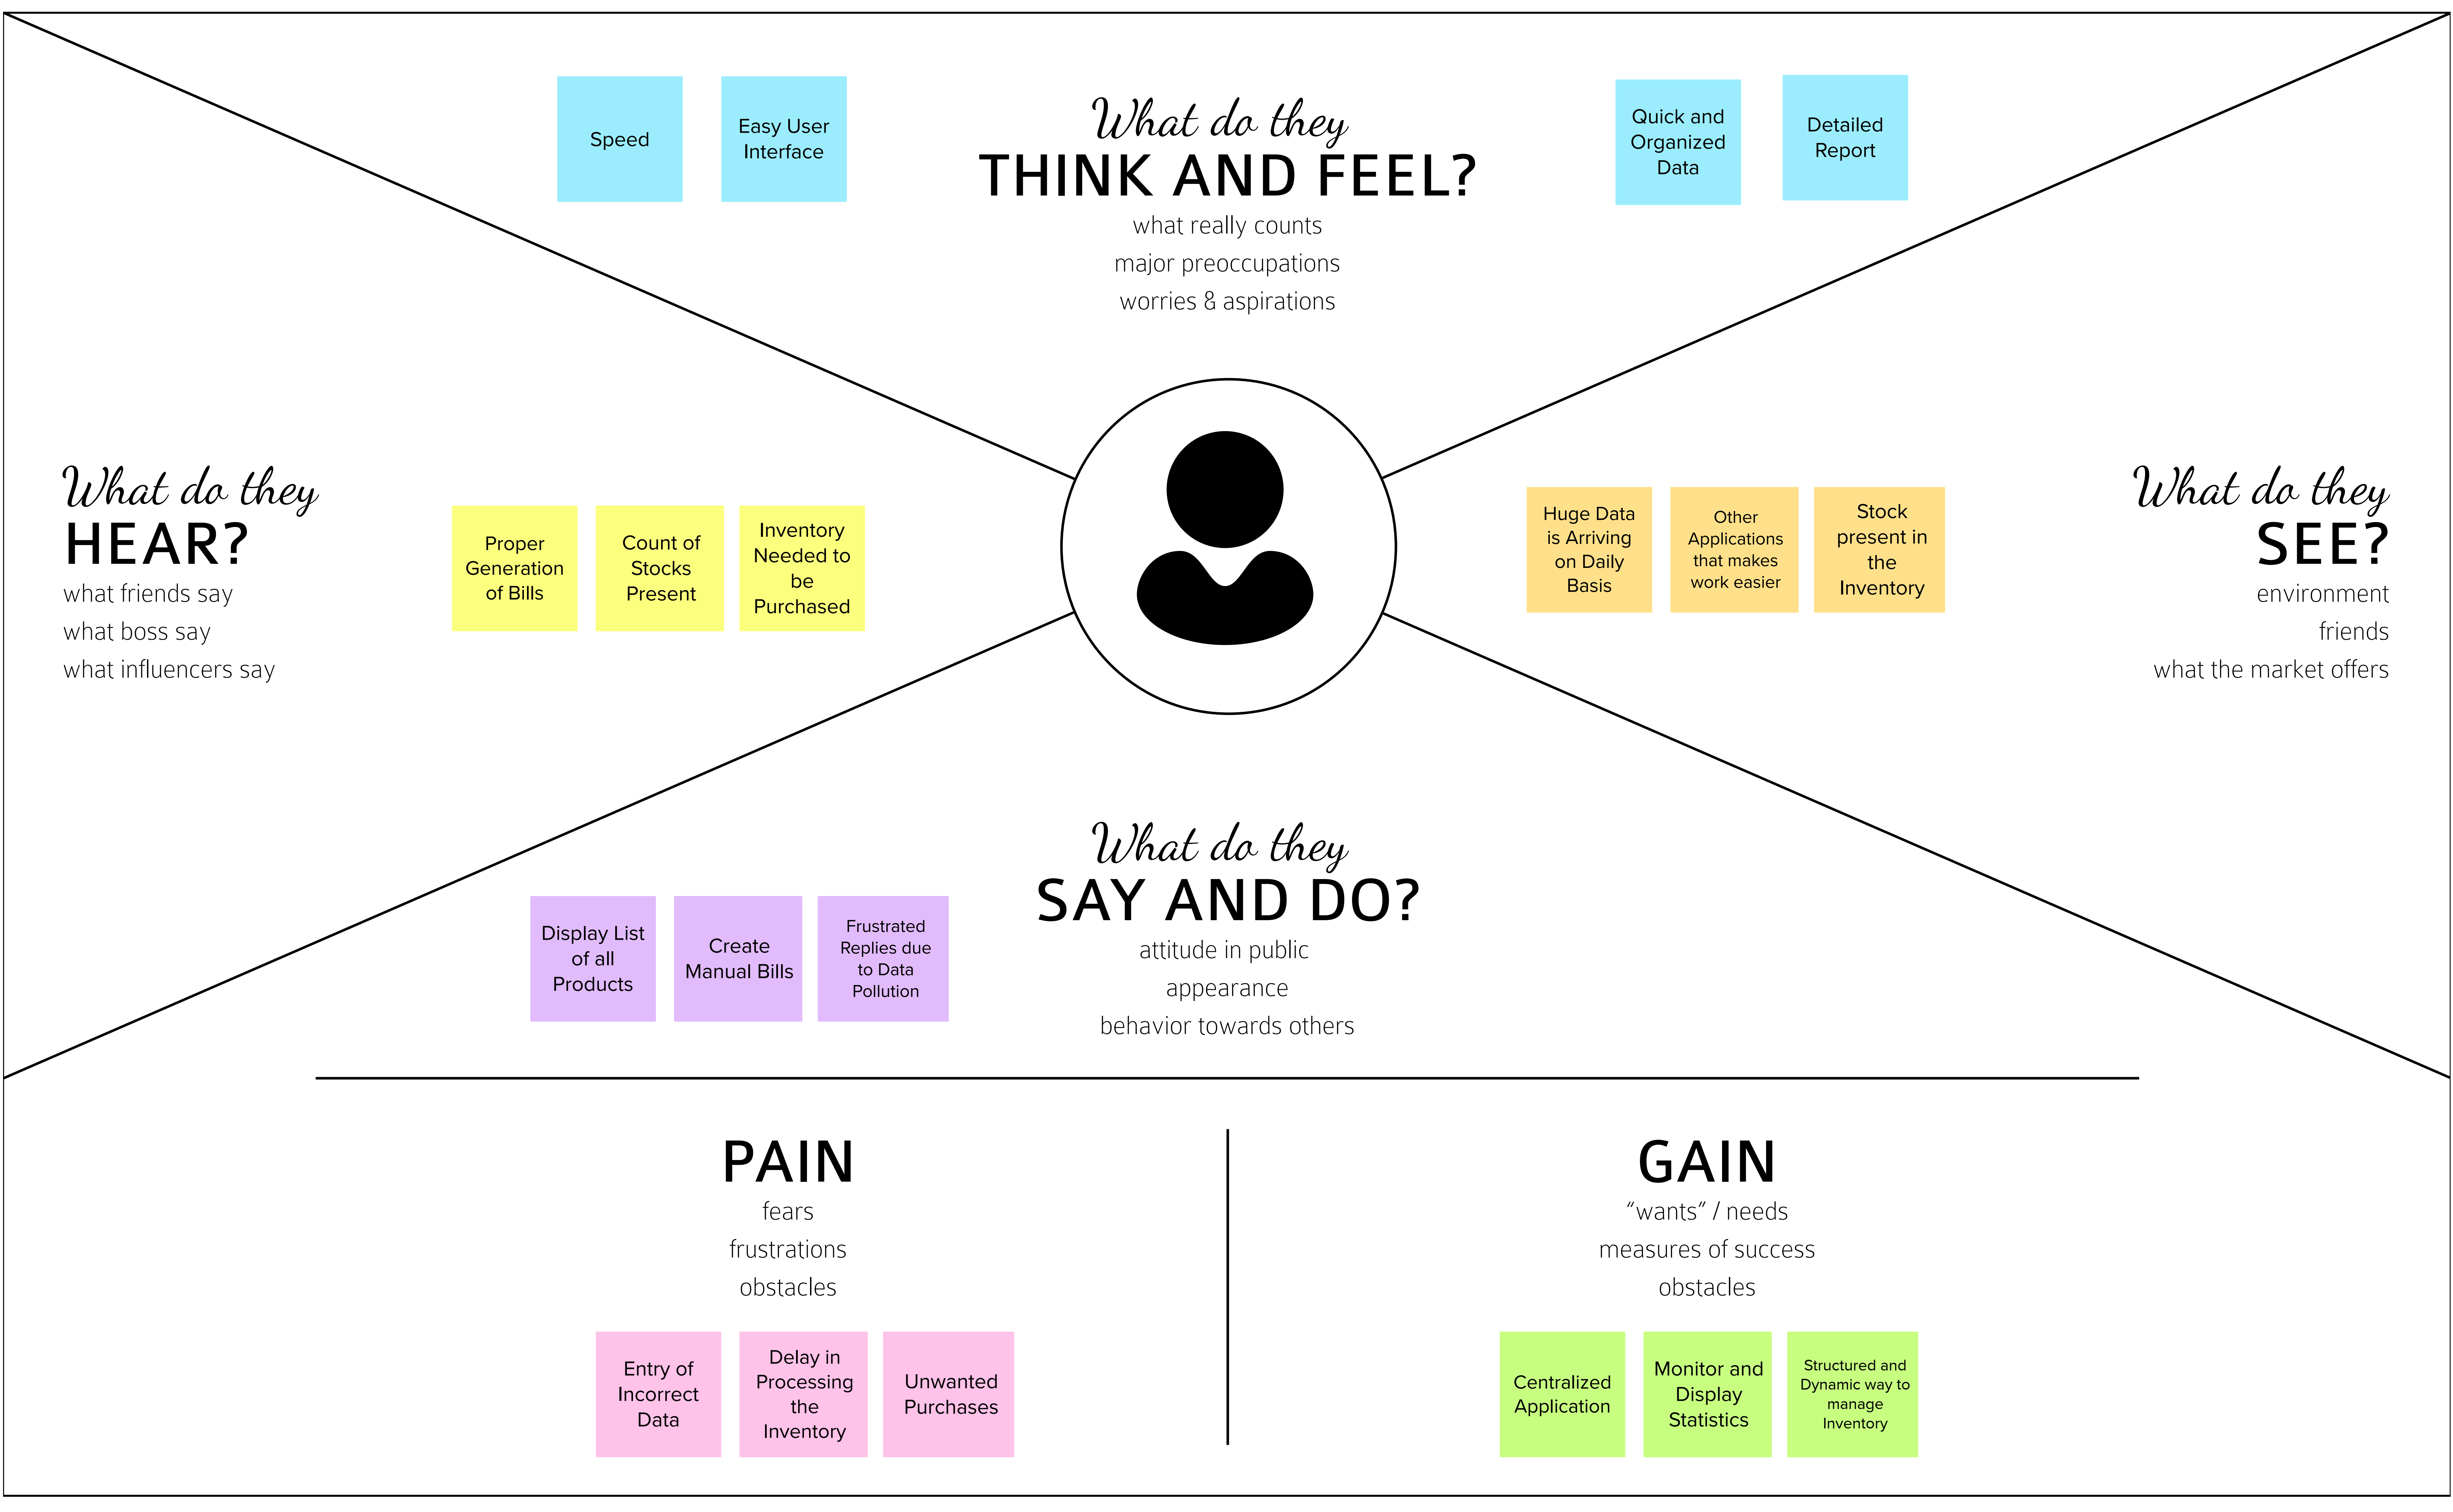 Speed
Easy User
Interface
What do they
THINK AND FEEL?
what really counts
major preoccupations
worries & aspirations
Quick and
Organized
Data
Detailed
Report
What do they
HEAR?
what friends say
what boss say
what influencers say
Proper
Generation
of Bills
Count of
Stocks
Present
Inventory
Needed to
be
Purchased
Huge Data
is Arriving
on Daily
Basis
Other
Applications
that makes
work easier
Stock
present in
the
Inventory
What do they
SEE?
environment
friends
what the market offers
Display List
of all
Products
Create
Manual Bills
Frustrated
Replies due
to Data
Pollution
What do they
SAY AND DO?
attitude in public
appearance
behavior towards others
PAIN
fears
frustrations
obstacles
Entry of
Incorrect
Data
Delay in
Processing
the
Inventory
Unwanted
Purchases
GAIN
“wants” / needs
measures of success
obstacles
Centralized
Application
Monitor and
Display
Statistics
Structured and
Dynamic way to
manage
Inventory